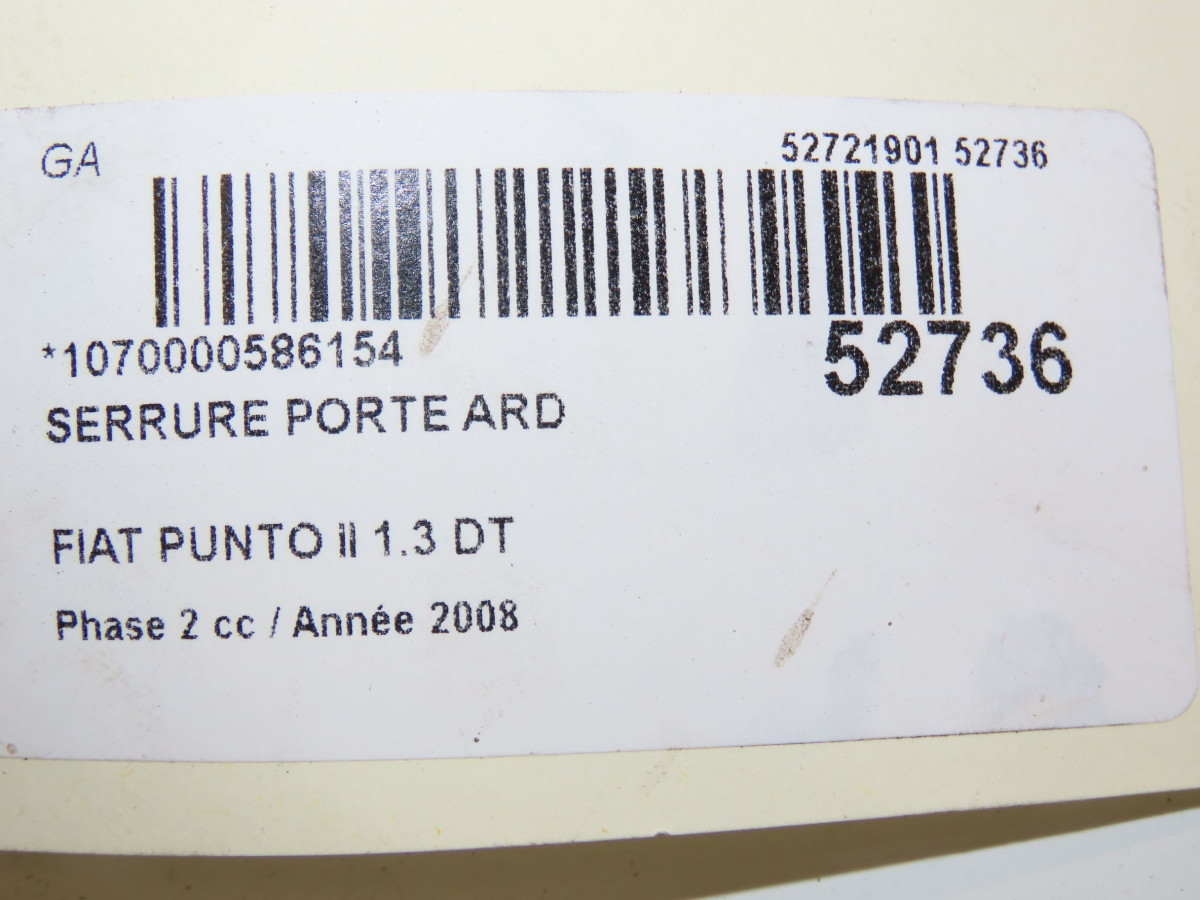 GA
52721901 52736
*1070000586154
52736
SERRURE PORTE ARD
FIAT PUNTO II 1.3 DT
Phase 2 cc / Année 2008